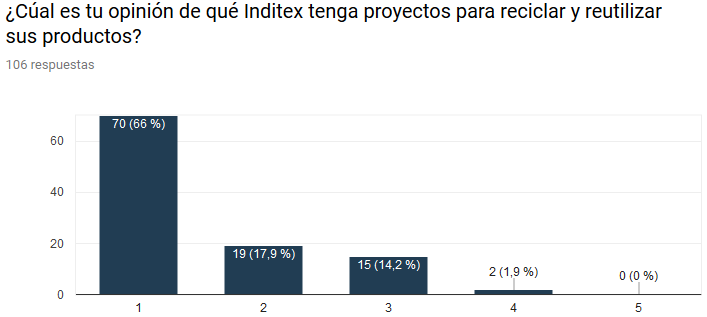 ¿Cúal es tu opinión de qué Inditex tenga proyectos para reciclar y reutilizar
sus productos?
106 respuestas
60
40
20
0
70 (66 %)
19 (17,9 %)
15 (14,2 %)
2 (1,9 %)
0 (0 %)
1
2
3
4
5